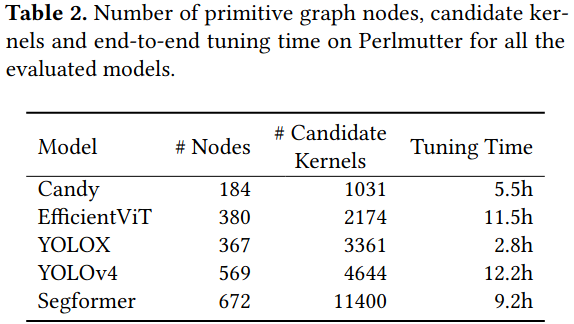 Table 2. Number of primitive graph nodes, candidate ker-
nels and end-to-end tuning time on Perlmutter for all the
evaluated models.
Model # Nodes # Candidate Kernels Tuning Time
Candy 184 1031 5.5h
EfficientViT 380 2174 11.5h
YOLOX 367 3361 2.8h
YOLOv4 569 4644 12.2h
Segformer 672 11400 9.2h